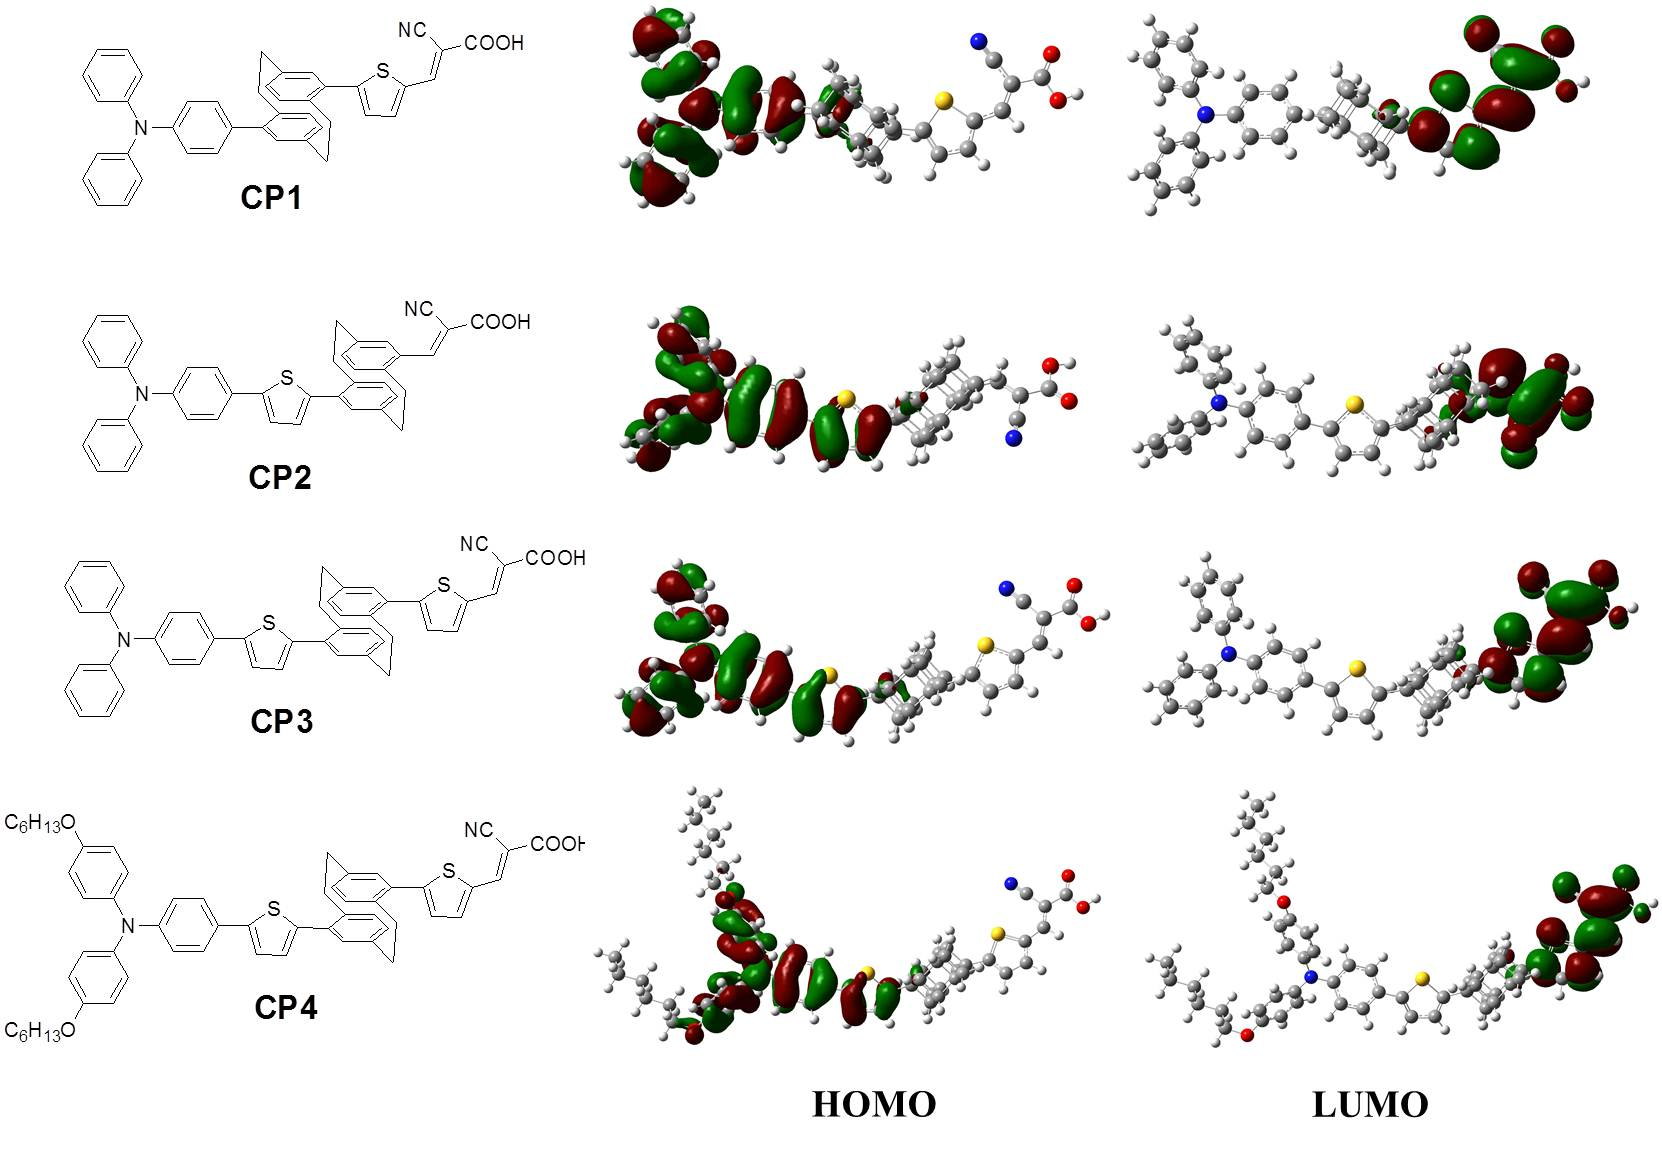 NC
COOH
S
N
CP1
NC
COOH
S
N
CP2
NC
COOH
S
S
N
CP3
C6H13O
NC
COOH
S
S
N
C6H13O
CP4
HOMO LUMO